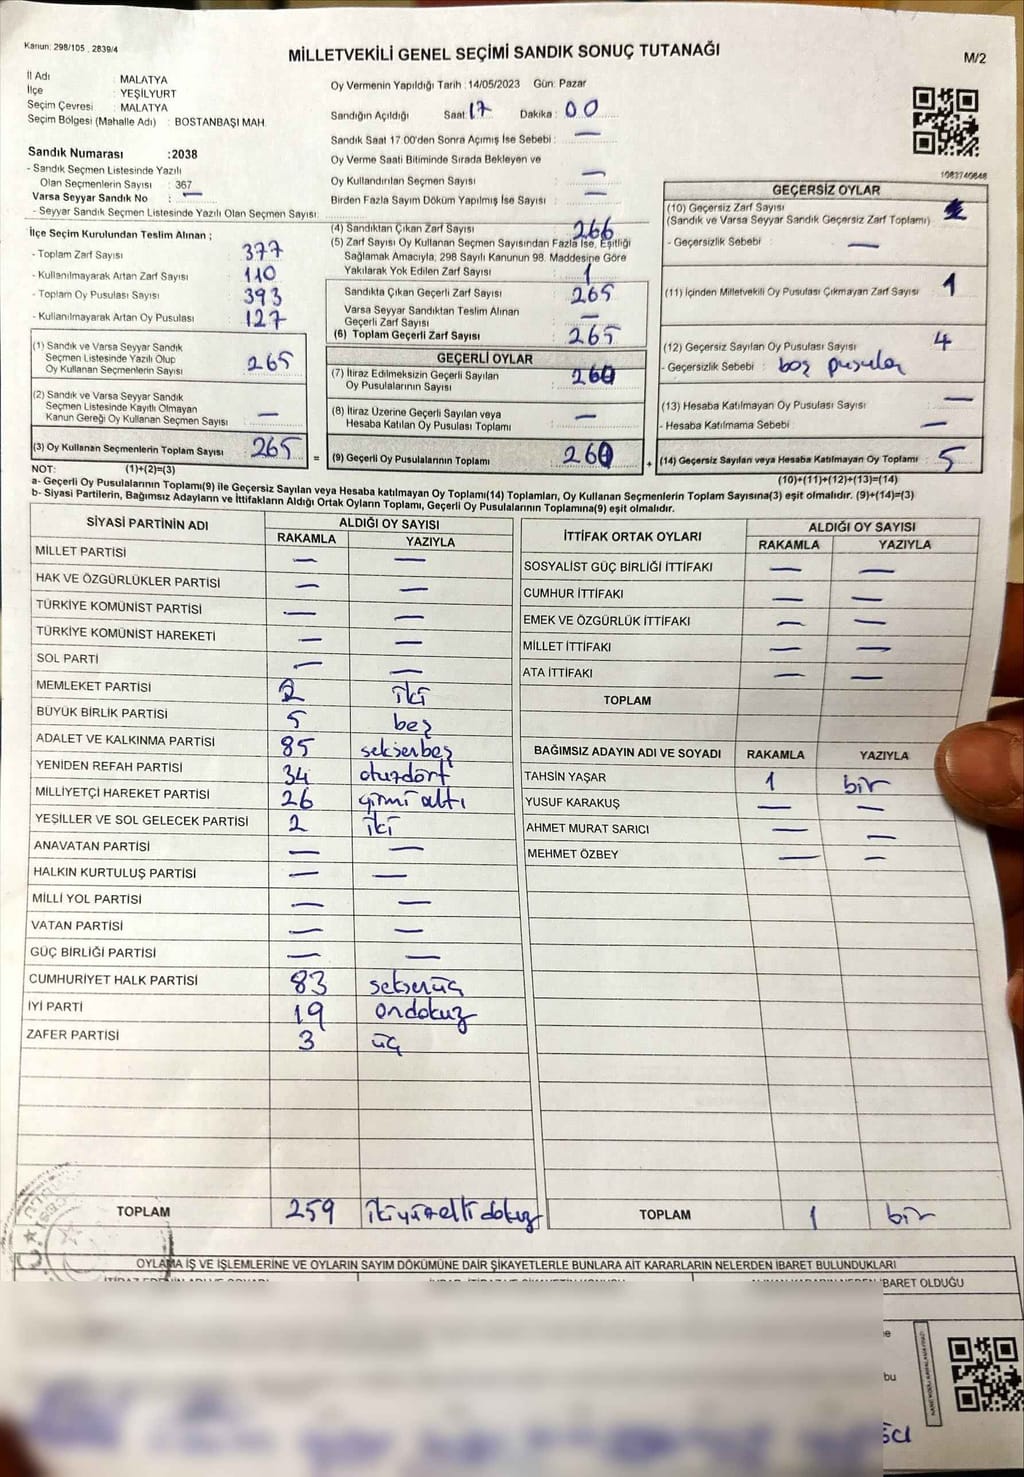 Kanun: 298/105 , 2839/4
MİLLETVEKİLİ GENEL SEÇİMİ SANDIK SONUÇ TUTANAĞI
M/2
İl Adı : MALATYA
İlçe : YEŞİLYURT
Seçim Çevresi : MALATYA
Seçim Bölgesi (Mahalle Adı) : BOSTANBAŞI MAH.
Sandık Numarası :2038
- Sandık Seçmen Listesinde Yazılı
Olan Seçmenlerin Sayısı : 367
Varsa Seyyar Sandık No : —
- Seyyar Sandık Seçmen Listesinde Yazılı Olan Seçmen Sayısı:
Oy Vermenin Yapıldığı Tarih : 14/05/2023 Gün: Pazar
Sandığın Açıldığı Saat: 17 Dakika : 00
Sandık Saat 17:00'den Sonra Açımış İse Sebebi : —
Oy Verme Saati Bitiminde Sırada Bekleyen ve
Oy Kullandırılan Seçmen Sayısı : —
Birden Fazla Sayım Döküm Yapılmış İse Sayısı : —
1083740848
İlçe Seçim Kurulundan Teslim Alınan ;
- Toplam Zarf Sayısı : 377
- Kullanılmayarak Artan Zarf Sayısı : 110
- Toplam Oy Pusulası Sayısı : 393
- Kullanılmayarak Artan Oy Pusulası : 127
(4) Sandıktan Çıkan Zarf Sayısı : 266
(5) Zarf Sayısı Oy Kullanan Seçmen Sayısından Fazla İse, Eşitliği
Sağlamak Amacıyla, 298 Sayılı Kanunun 98. Maddesine Göre
Yakılarak Yok Edilen Zarf Sayısı : 1
Sandıkta Çıkan Geçerli Zarf Sayısı : 265
Varsa Seyyar Sandıktan Teslim Alınan
Geçerli Zarf Sayısı : —
(6) Toplam Geçerli Zarf Sayısı : 265
GEÇERSİZ OYLAR
(10) Geçersiz Zarf Sayısı
(Sandık ve Varsa Seyyar Sandık Geçersiz Zarf Toplamı) :
- Geçersizlik Sebebi : —
(11) İçinden Milletvekili Oy Pusulası Çıkmayan Zarf Sayısı : 1
(12) Geçersiz Sayılan Oy Pusulası Sayısı : 4
- Geçersizlik Sebebi : boş pusula
(13) Hesaba Katılmayan Oy Pusulası Sayısı : —
- Hesaba Katılmama Sebebi : —
(14) Geçersiz Sayılan veya Hesaba Katılmayan Oy Toplamı : 5
(10)+(11)+(12)+(13)=(14)
(1) Sandık ve Varsa Seyyar Sandık
Seçmen Listesinde Yazılı Olup
Oy Kullanan Seçmenlerin Sayısı : 265
(2) Sandık ve Varsa Seyyar Sandık
Seçmen Listesinde Kayıtlı Olmayan
Kanun Gereği Oy Kullanan Seçmen Sayısı : —
(3) Oy Kullanan Seçmenlerin Toplam Sayısı : 265
GEÇERLİ OYLAR
(7) İtiraz Edilmeksizin Geçerli Sayılan
Oy Pusulalarının Sayısı : 260
(8) İtiraz Üzerine Geçerli Sayılan veya
Hesaba Katılan Oy Pusulası Toplamı : —
= (9) Geçerli Oy Pusulalarının Toplamı : 260 +
NOT: (1)+(2)=(3)
a- Geçerli Oy Pusulaları Toplamı(9) ile Geçersiz Sayılan veya Hesaba katılmayan Oy Toplamı(14) Toplamları, Oy Kullanan Seçmenlerin Toplam Sayısına(3) eşit olmalıdır. (9)+(14)=(3)
b- Siyasi Partilerin, Bağımsız Adayların ve İttifakların Aldığı Ortak Oyların Toplamı, Geçerli Oy Pusulalarının Toplamına(9) eşit olmalıdır.
SİYASİ PARTİNİN ADI ALDIĞI OY SAYISI
RAKAMLA YAZIYLA
MİLLET PARTİSİ — —
HAK VE ÖZGÜRLÜKLER PARTİSİ — —
TÜRKİYE KOMÜNİST PARTİSİ — —
TÜRKİYE KOMÜNİST HAREKETİ — —
SOL PARTİ — —
MEMLEKET PARTİSİ 2 iki
BÜYÜK BİRLİK PARTİSİ 5 beş
ADALET VE KALKINMA PARTİSİ 85 seksenbeş
YENİDEN REFAH PARTİSİ 34 otuzdört
MİLLİYETÇİ HAREKET PARTİSİ 26 yirmi altı
YEŞİLLER VE SOL GELECEK PARTİSİ 2 iki
ANAVATAN PARTİSİ — —
HALKIN KURTULUŞ PARTİSİ — —
MİLLİ YOL PARTİSİ — —
VATAN PARTİSİ — —
GÜÇ BİRLİĞİ PARTİSİ — —
CUMHURİYET HALK PARTİSİ 83 seksenüç
İYİ PARTİ 19 ondokuz
ZAFER PARTİSİ 3 üç
TOPLAM 259 ikiyüzelli dokuz
İTTİFAK ORTAK OYLARI ALDIĞI OY SAYISI
RAKAMLA YAZIYLA
SOSYALİST GÜÇ BİRLİĞİ İTTİFAKI — —
CUMHUR İTTİFAKI — —
EMEK VE ÖZGÜRLÜK İTTİFAKI — —
MİLLET İTTİFAKI — —
ATA İTTİFAKI — —
TOPLAM
BAĞIMSIZ ADAYIN ADI VE SOYADI RAKAMLA YAZIYLA
TAHSİN YAŞAR 1 bir
YUSUF KARAKUŞ — —
AHMET MURAT SARICI — —
MEHMET ÖZBEY — —
TOPLAM 1 bir
OYLAMA İŞ VE İŞLEMLERİNE VE OYLARIN SAYIM DÖKÜMÜNE DAİR ŞİKAYETLERLE BUNLARA AİT KARARLARIN NELERDEN İBARET BULUNDUKLARI
İBARET OLDUĞU